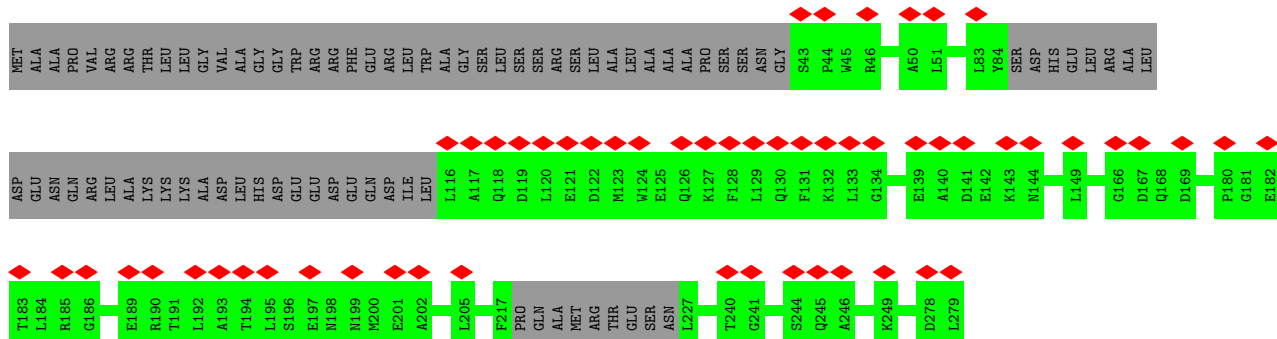 MET ALA ALA PRO VAL ARG ARG THR LEU LEU GLY VAL ALA GLY GLY TRP ARG ARG PHE GLU ARG LEU TRP ALA GLY SER LEU SER SER ARG SER LEU ALA LEU ALA ALA ALA PRO SER SER ASN GLY S43 P44 W45 R46 A50 L51 L83 Y84 SER ASP HIS GLU LEU ARG ALA LEU
ASP GLU ASN GLN ARG LEU ALA LYS LYS LYS ALA ASP LEU HIS ASP GLU GLU ASP GLU GLN ASP ILE LEU L116 A117 Q118 D119 L120 E121 D122 M123 W124 E125 Q126 K127 F128 L129 Q130 F131 K132 L133 G134 E139 A140 D141 E142 K143 N144 L149 G166 D167 Q168 D169 P180 G181 E182
T183 L184 R185 G186 E189 R190 T191 L192 A193 T194 L195 S196 E197 N198 N199 M200 E201 A202 L205 F217 PRO GLN ALA MET ARG THR GLU SER ASN L227 T240 G241 S244 Q245 A246 K249 D278 L279